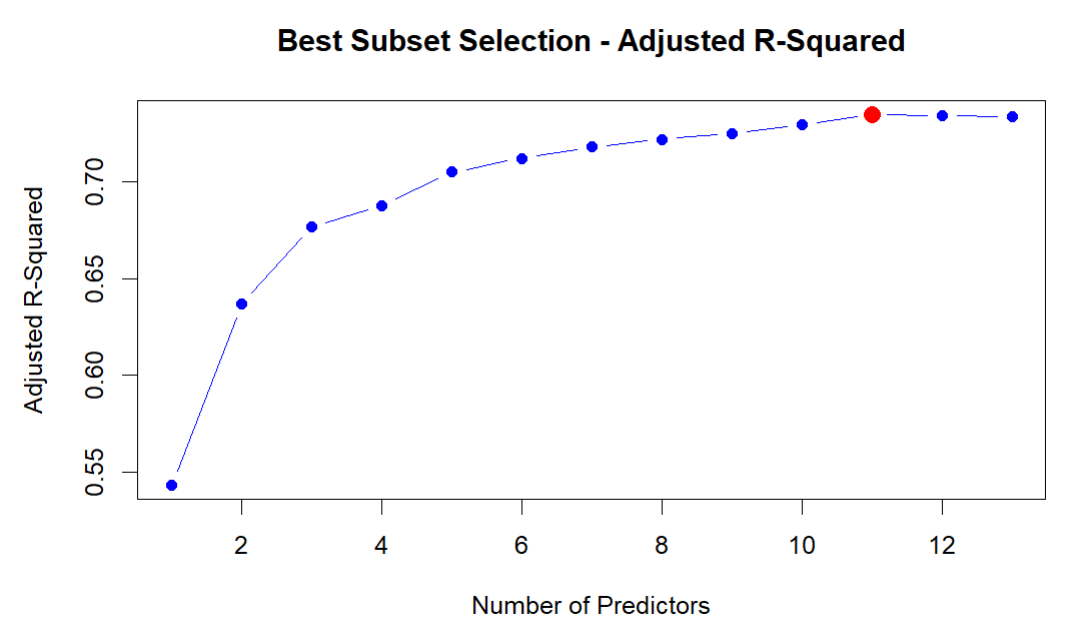 Best Subset Selection - Adjusted R-Squared
Adjusted R-Squared
0.70
0.65
0.60
0.55
2 4 6 8 10 12
Number of Predictors